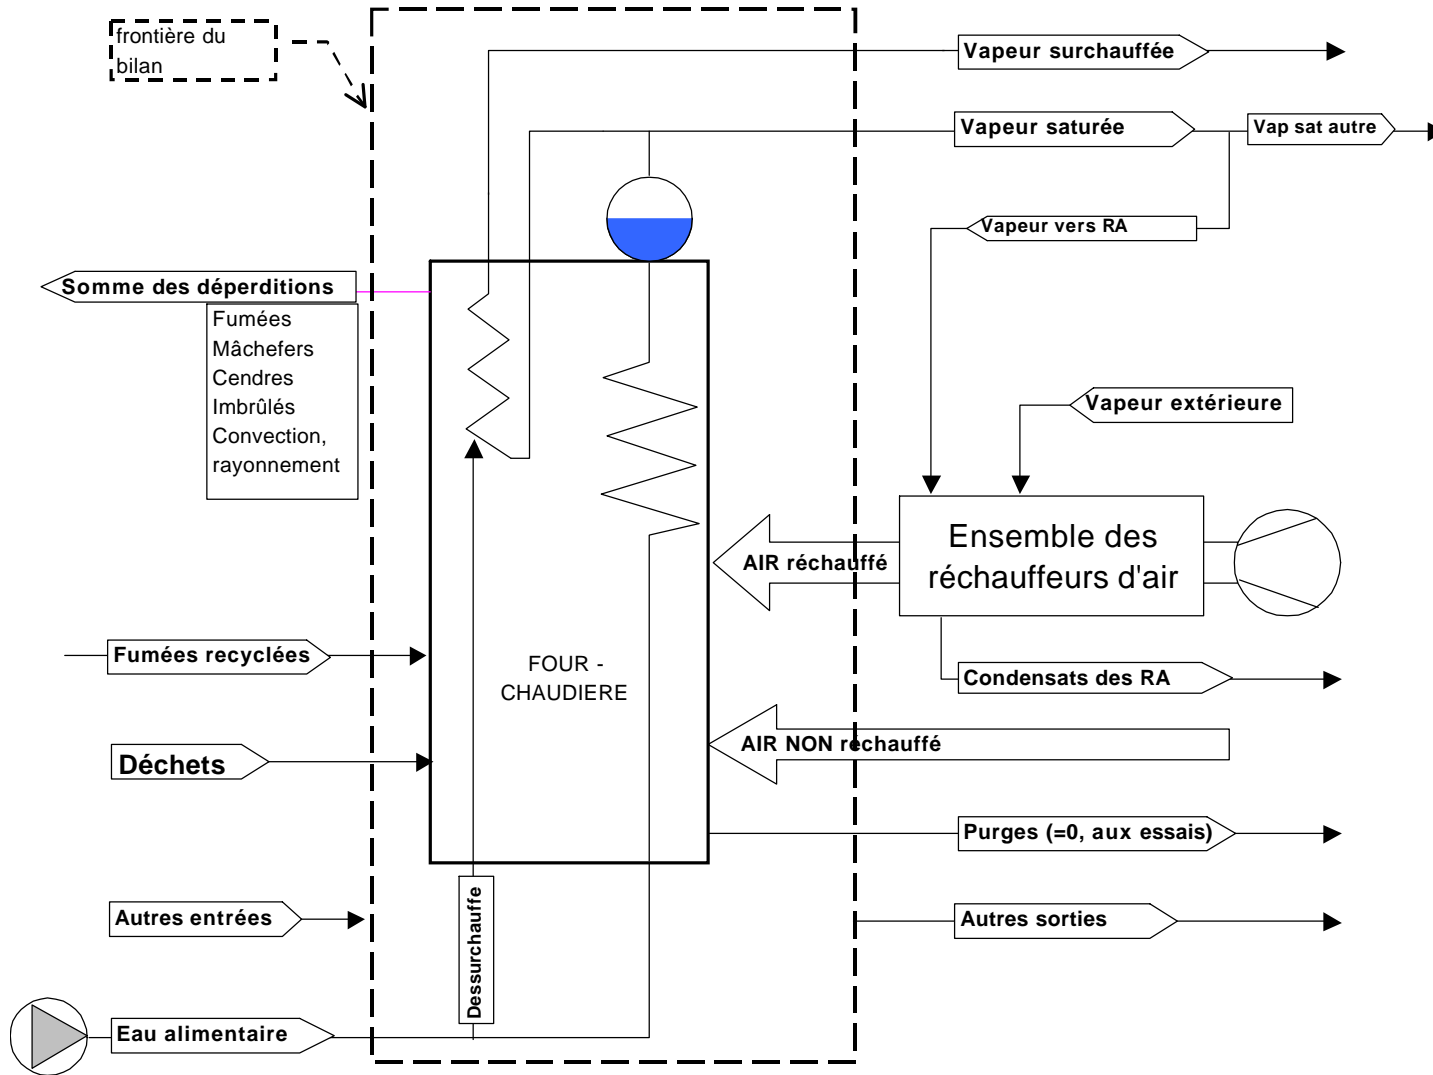 frontière du
bilan
Vapeur surchauffée
Vapeur saturée
Vap sat autre
Vapeur vers RA
Somme des déperditions
Fumées
Mâchefers
Cendres
Imbrûlés
Convection,
rayonnement
Vapeur extérieure
Ensemble des
réchauffeurs d'air
AIR réchauffé
Fumées recyclées
FOUR -
CHAUDIERE
Condensats des RA
AIR NON rechauffé
Déchets
Purges (=0, aux essais)
Autres entrées
Dessurchauffe
Autres sorties
Eau alimentaire